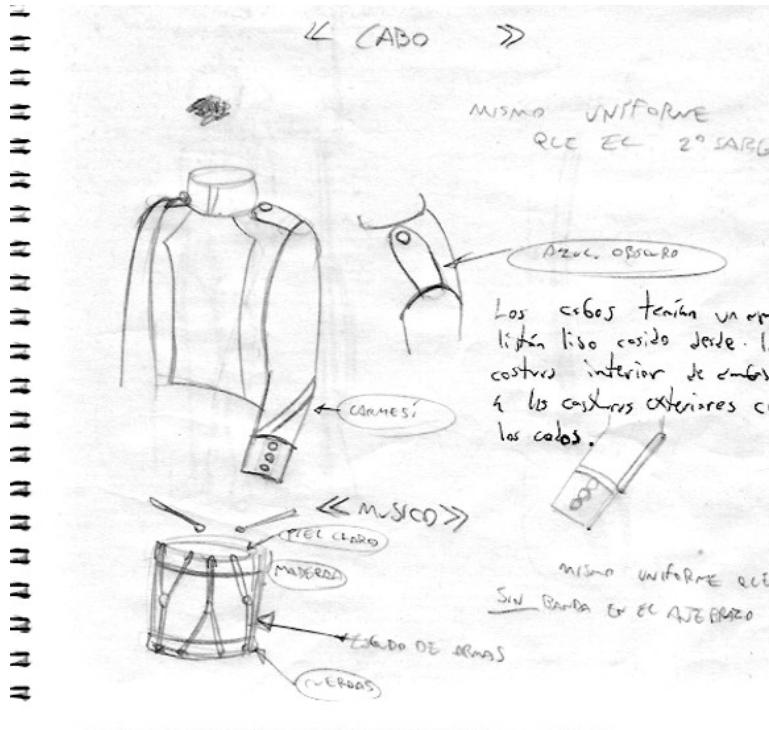 « CABO »
MISMO UNIFORME
QUE EL 2º SARG
AZUL OBSCURO
Los cabos tenían un
listón liso cosido desde
costura interior de
a las costuras exteriores
los codos.
CARMESÍ
« MUSICO »
PIEL CLARO
MADERA
MISMO UNIFORME QUE
SIN BANDA EN EL ANTEBRAZO
ESCUDO DE ARMAS
CUERDAS